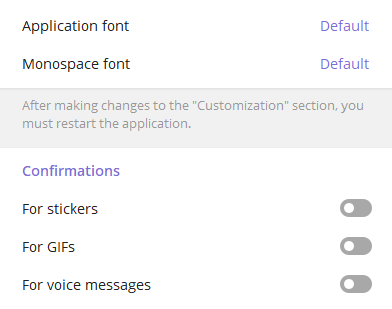 Application font Default
Monospace font Default
After making changes to the "Customization" section, you
must restart the application.
Confirmations
For stickers
For GIFs
For voice messages